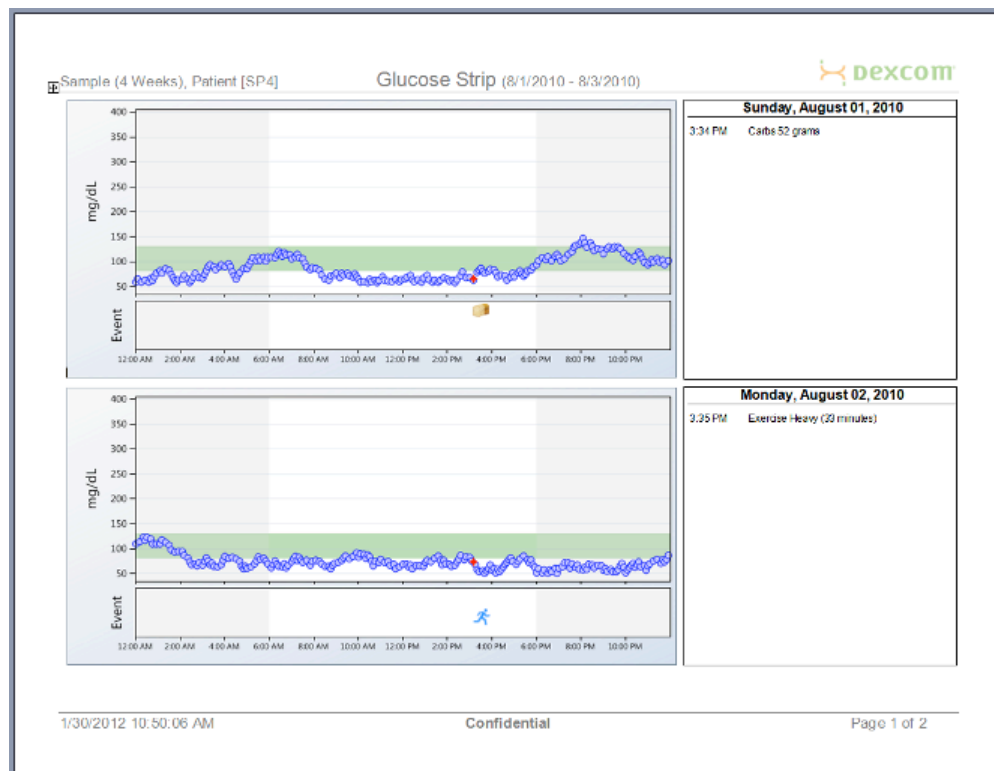 Sample (4 Weeks), Patient [SP4]
Glucose Strip (8/1/2010 - 8/3/2010)
Dexcom
400
350
300
250
200
150
100
50
mg/dL
Event
12:00 AM 2:00 AM 4:00 AM 6:00 AM 8:00 AM 10:00 AM 12:00 PM 2:00 PM 4:00 PM 6:00 PM 8:00 PM 10:00 PM
Sunday, August 01, 2010
3:34 PM Carbs 52 grams
400
350
300
250
200
150
100
50
mg/dL
Event
12:00 AM 2:00 AM 4:00 AM 6:00 AM 8:00 AM 10:00 AM 12:00 PM 2:00 PM 4:00 PM 6:00 PM 8:00 PM 10:00 PM
Monday, August 02, 2010
3:35 PM Exercise Heavy (33 minutes)
1/30/2012 10:50:06 AM Confidential Page 1 of 2